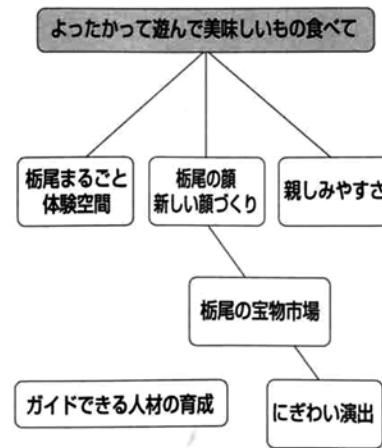 よったかって遊んで美味しいもの食べて
栃尾まるごと
体験空間
栃尾の顔
新しい顔づくり
親しみやすさ
栃尾の宝物市場
ガイドできる人材の育成
にぎわい演出